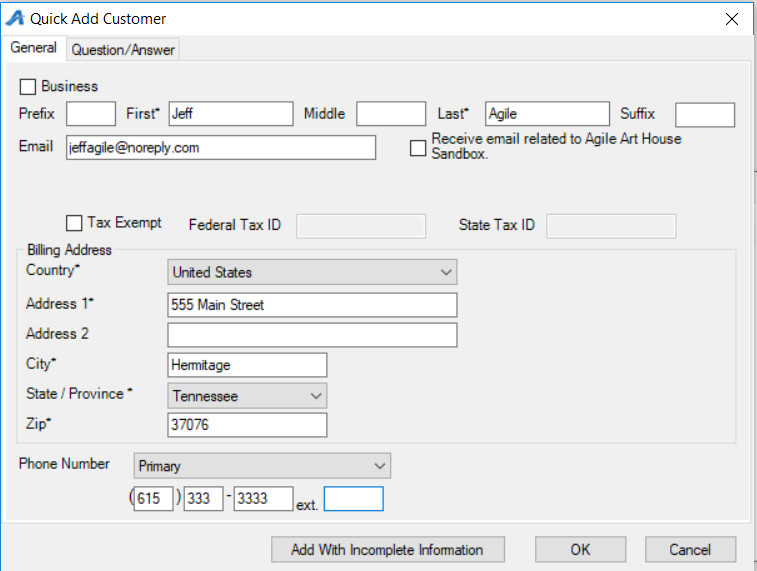 Quick Add Customer
General Question/Answer
Business
Prefix First* Jeff Middle Last* Agile Suffix
Email jeffagile@noreply.com Receive email related to Agile Art House
Sandbox.
Tax Exempt Federal Tax ID State Tax ID
Billing Address
Country* United States
Address 1* 555 Main Street
Address 2
City* Hermitage
State / Province * Tennessee
Zip* 37076
Phone Number Primary
(615) 333 - 3333 ext.
Add With Incomplete Information OK Cancel